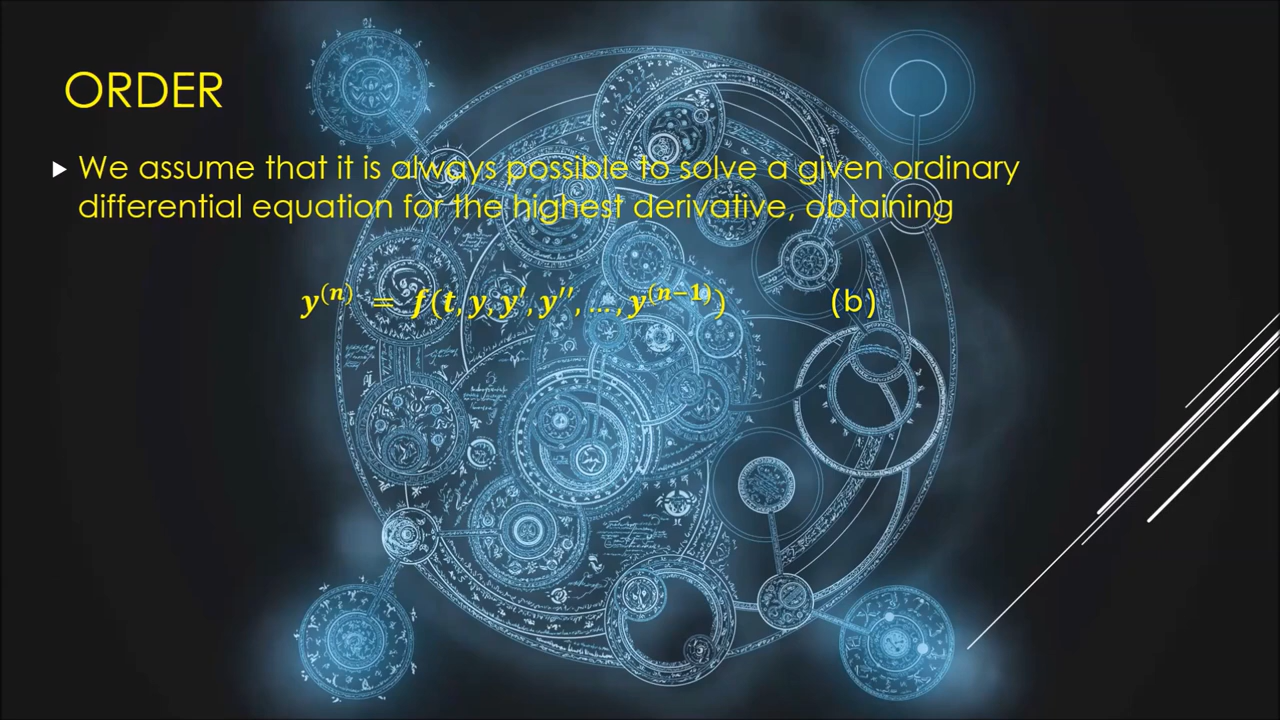 ORDER
We assume that it is always possible to solve a given ordinary
differential equation for the highest derivative, obtaining
y⁽ⁿ⁾ = f(t, y, y′, y″, …, y⁽ⁿ⁻¹⁾) (b)